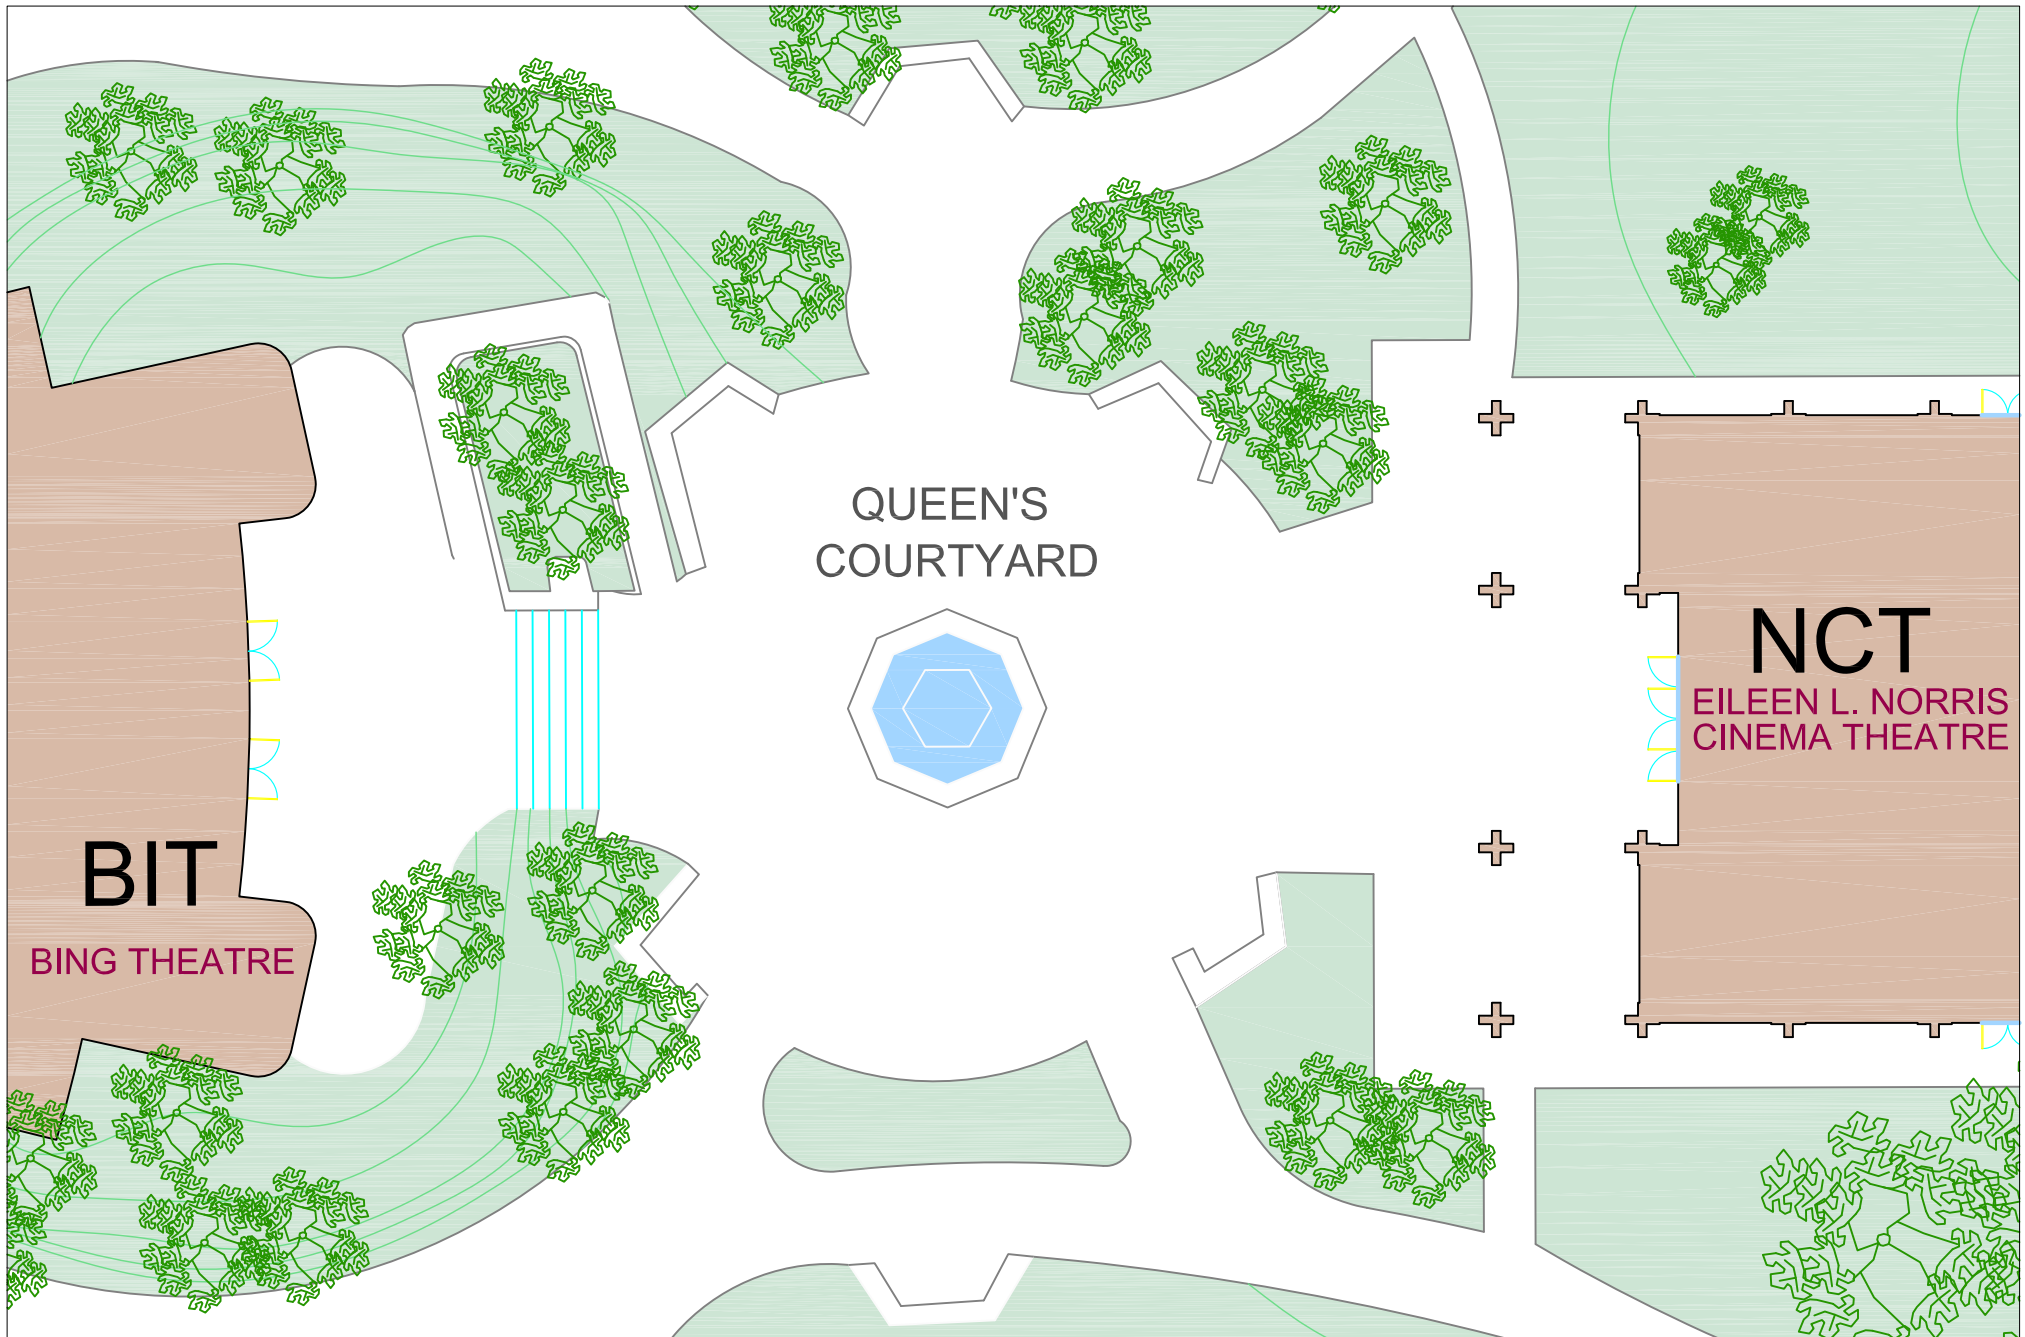 QUEEN'S
COURTYARD
NCT
EILEEN L. NORRIS
CINEMA THEATRE
BIT
BING THEATRE